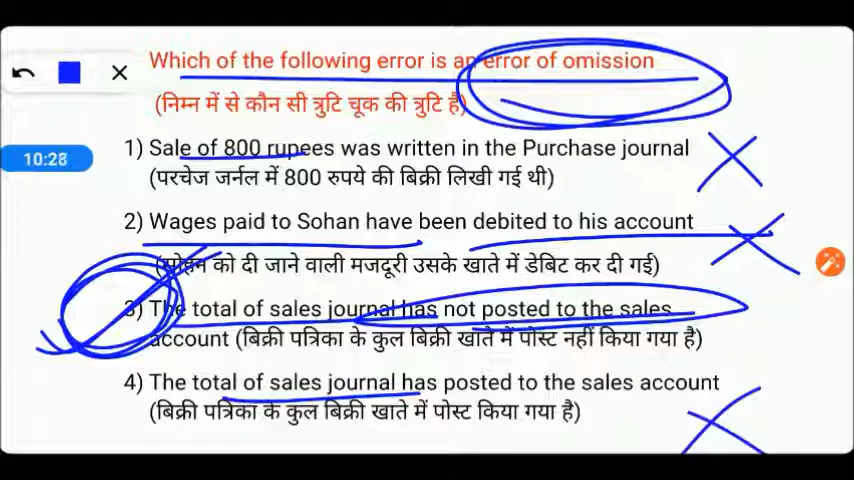 Which of the following error is an error of omission
(निम्न में से कौन सी त्रुटि चूक की त्रुटि है)
1) Sale of 800 rupees was written in the Purchase journal
10:28
(परचेज जर्नल में 800 रुपये की बिक्री लिखी गई थी)
2) Wages paid to Sohan have been debited to his account
(सोहन को दी जाने वाली मजदूरी उसके खाते में डेबिट कर दी गई)
3) The total of sales journal has not posted to the sales
account (बिक्री पत्रिका के कुल बिक्री खाते में पोस्ट नहीं किया गया है)
4) The total of sales journal has posted to the sales account
(बिक्री पत्रिका के कुल बिक्री खाते में पोस्ट किया गया है)